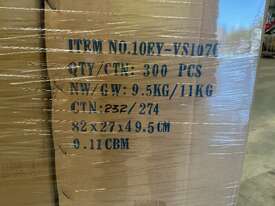 ITEM NO.10EY-VS107C
QTY/CTN: 300 PCS
NW/GW: 9.5KG/11KG
CTN: 232/274
82x27x49.5CM
0.11CBM